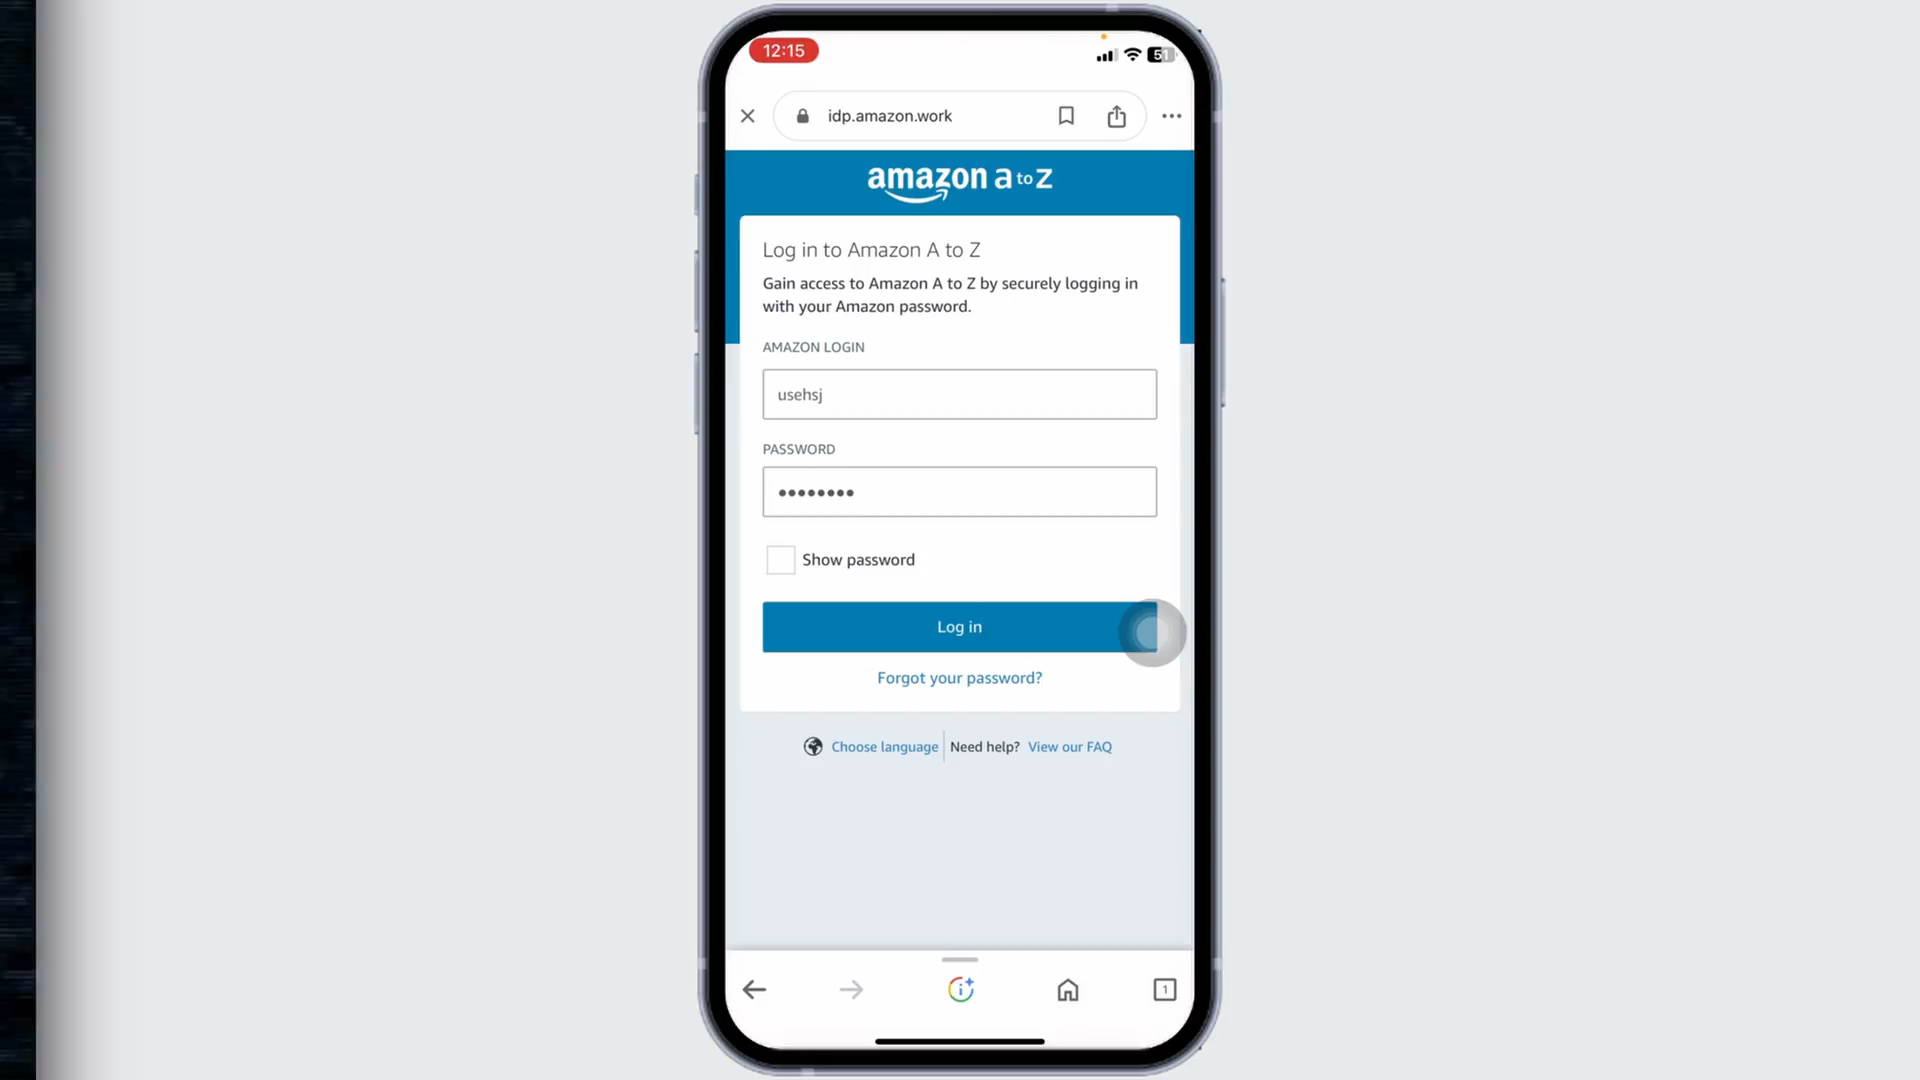 12:15
51
idp.amazon.work
amazon a to z
Log in to Amazon A to Z
Gain access to Amazon A to Z by securely logging in
with your Amazon password.
AMAZON LOGIN
usehsj
PASSWORD
••••••••
Show password
Log in
Forgot your password?
Choose language Need help? View our FAQ
1